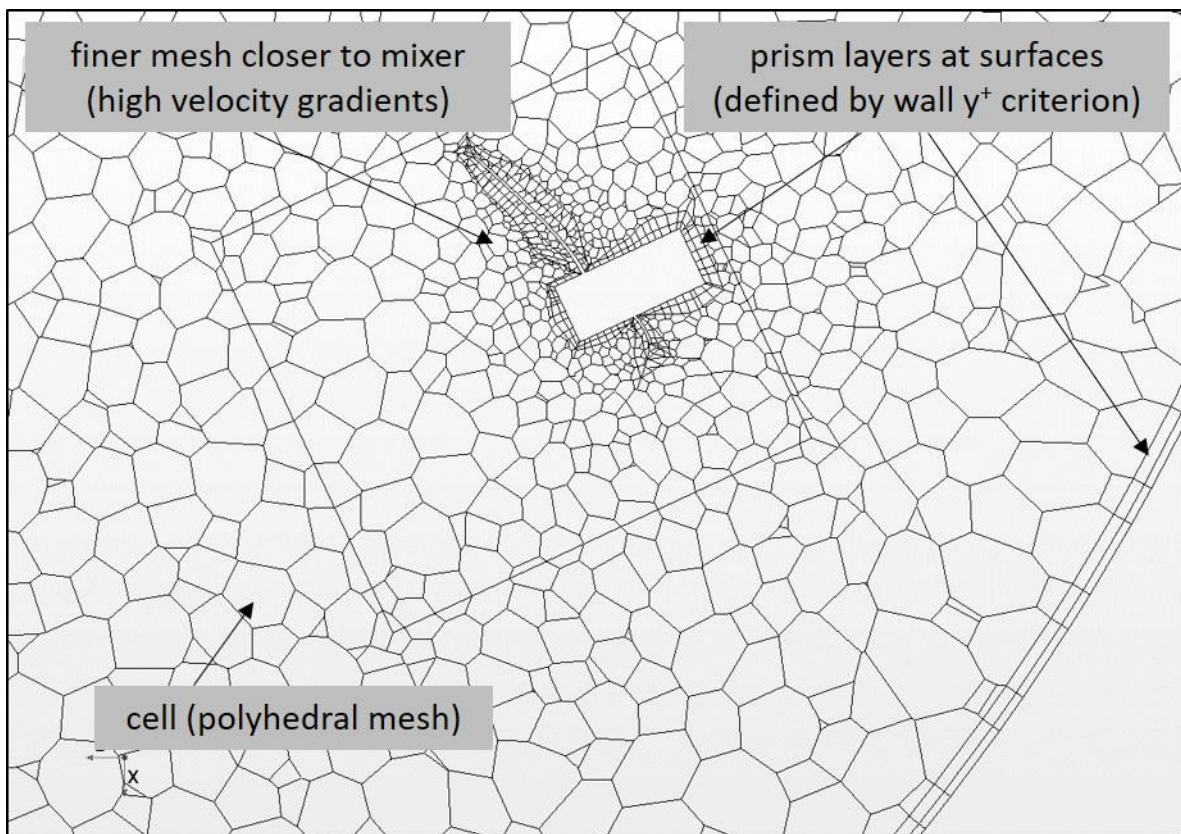 finer mesh closer to mixer
(high velocity gradients)
prism layers at surfaces
(defined by wall y⁺ criterion)
cell (polyhedral mesh)
x